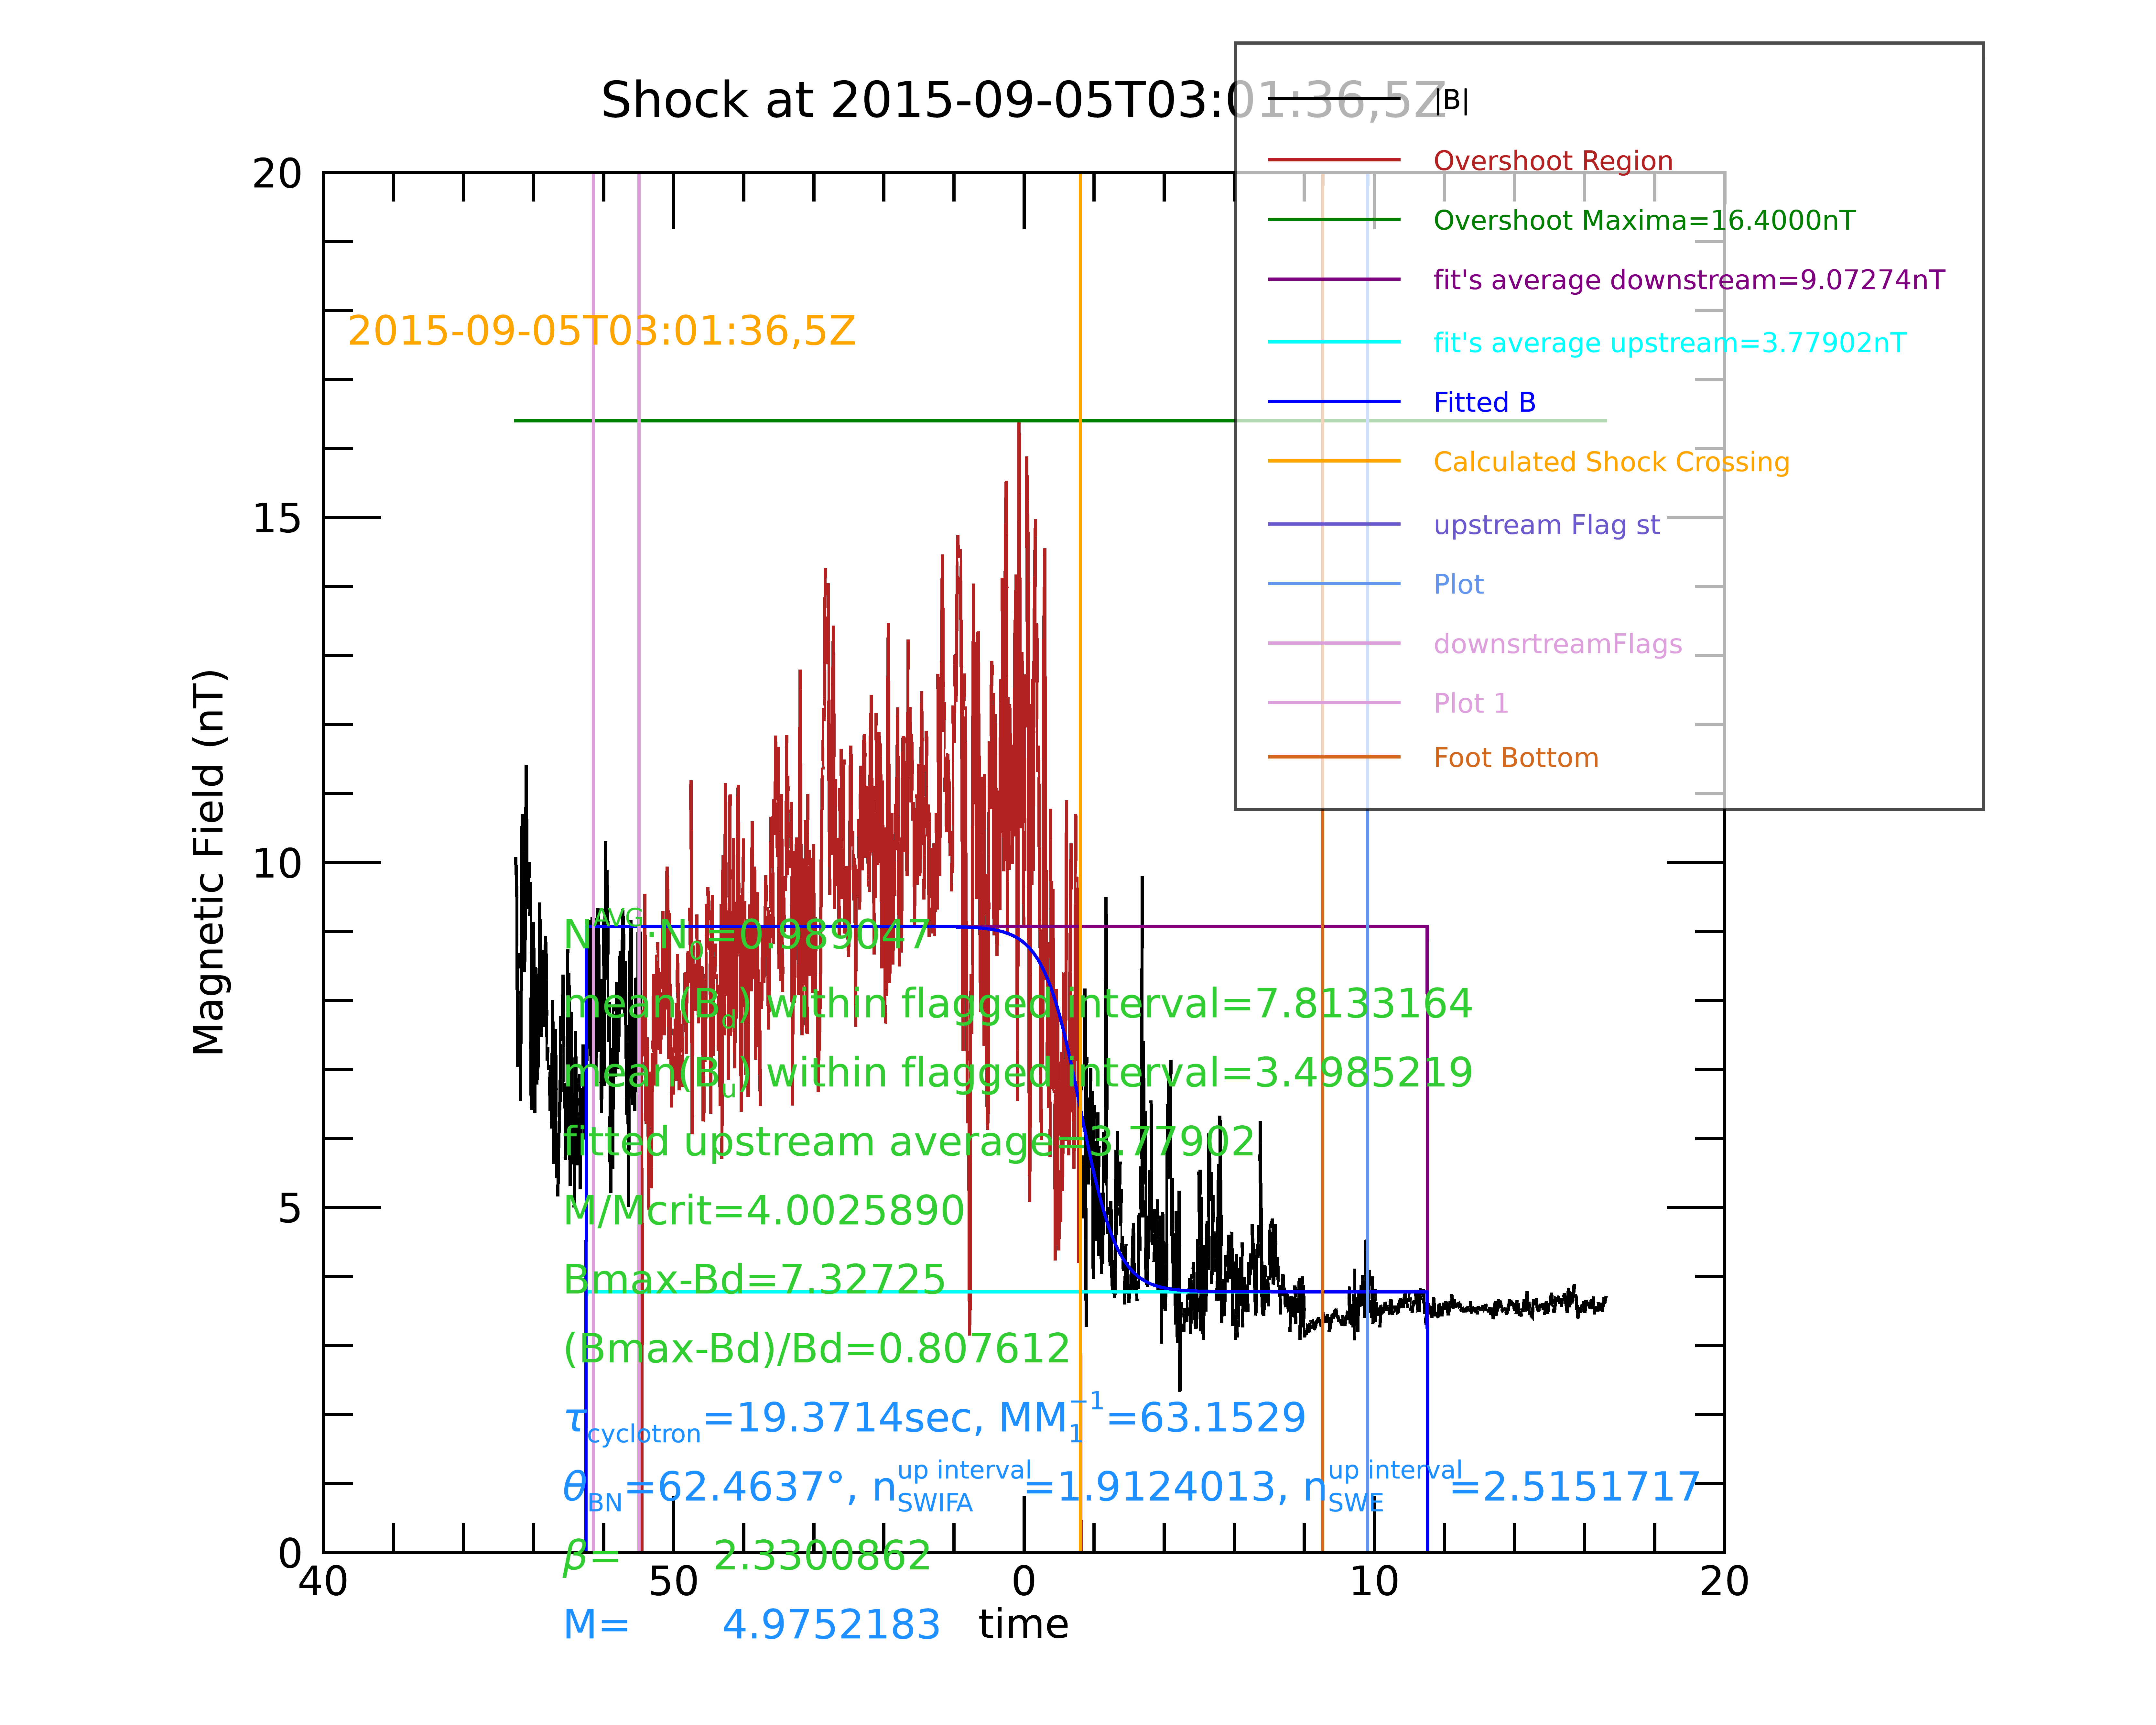 Shock at 2015-09-05T03:01:36,5Z
|B|
Overshoot Region
Overshoot Maxima=16.4000nT
fit's average downstream=9.07274nT
fit's average upstream=3.77902nT
Fitted B
Calculated Shock Crossing
upstream Flag st
Plot
downsrtreamFlags
Plot 1
Foot Bottom
2015-09-05T03:01:36,5Z
Magnetic Field (nT)
20
15
10
5
0
N^AVG·N_0=0.989047
mean(B_d) within flagged interval=7.8133164
mean(B_u) within flagged interval=3.4985219
fitted upstream average=3.77902
M/Mcrit=4.0025890
Bmax-Bd=7.32725
(Bmax-Bd)/Bd=0.807612
τ_cyclotron=19.3714sec, MM_1^−1=63.1529
θ_BN=62.4637°, n_SWIFA^up interval=1.9124013, n_SWE^up interval=2.5151717
β= 2.3300862
M= 4.9752183
40 50 0 10 20
time